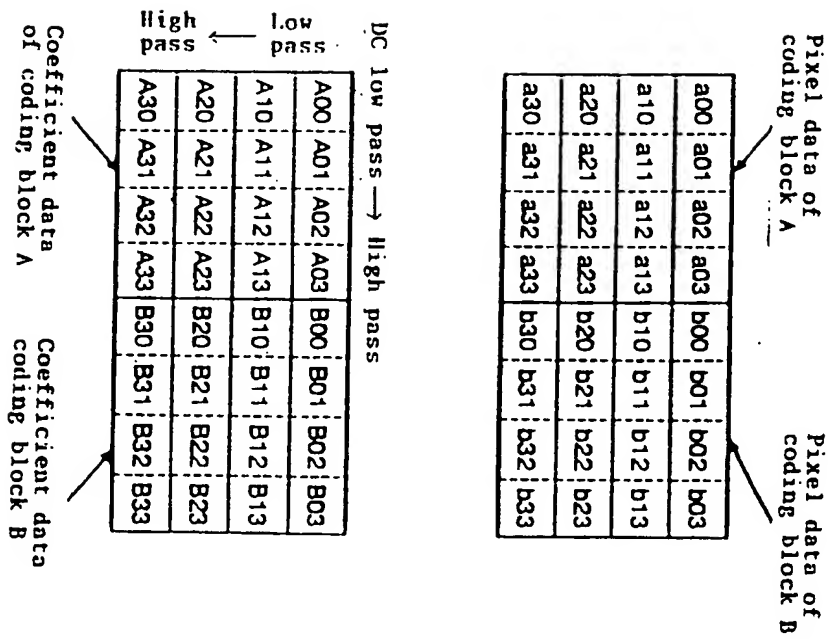 Pixel data of
coding block A
Pixel data of
coding block B
a00 a01 a02 a03 b00 b01 b02 b03
a10 a11 a12 a13 b10 b11 b12 b13
a20 a21 a22 a23 b20 b21 b22 b23
a30 a31 a32 a33 b30 b31 b32 b33
DC low pass → High pass
Low
pass
High
pass
A00 A01 A02 A03 B00 B01 B02 B03
A10 A11 A12 A13 B10 B11 B12 B13
A20 A21 A22 A23 B20 B21 B22 B23
A30 A31 A32 A33 B30 B31 B32 B33
Coefficient data
of coding block A
Coefficient data
coding block B